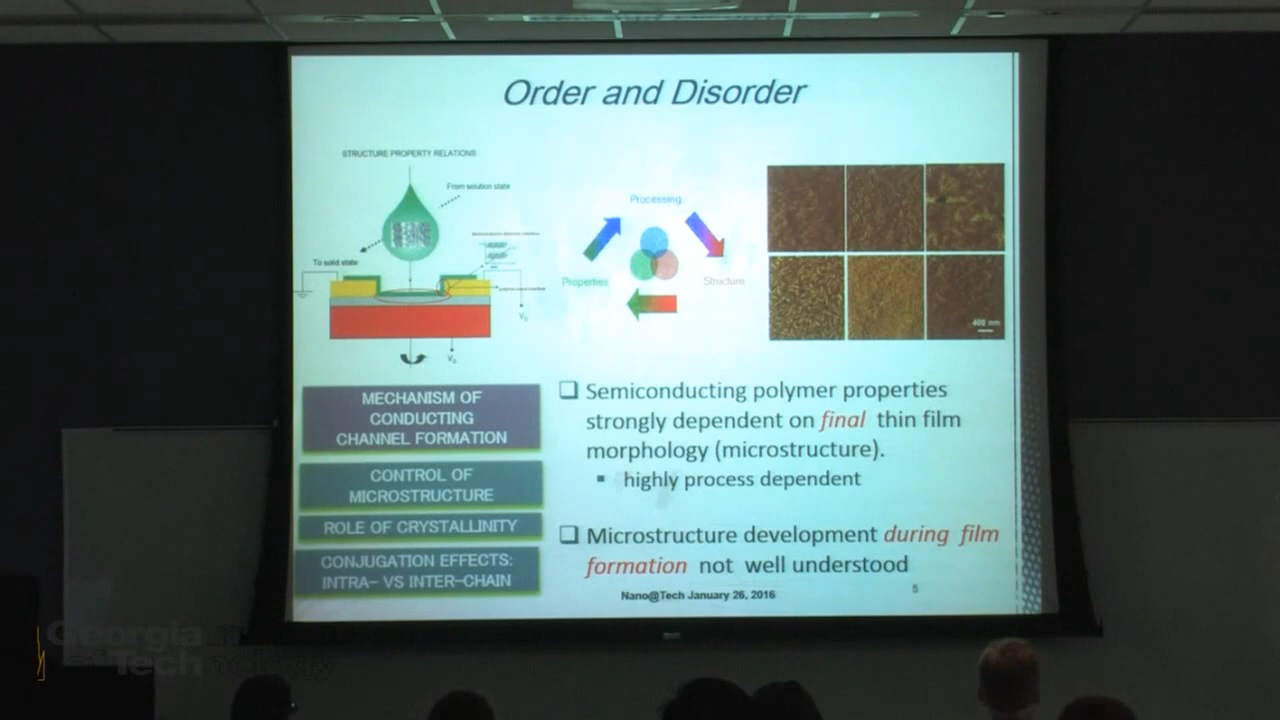 Order and Disorder
STRUCTURE PROPERTY RELATIONS
From solution state
To solid state
V_D
V_G
Processing
Properties
Structure
400 nm
MECHANISM OF
CONDUCTING
CHANNEL FORMATION
CONTROL OF
MICROSTRUCTURE
ROLE OF CRYSTALLINITY
CONJUGATION EFFECTS:
INTRA- VS INTER-CHAIN
❑ Semiconducting polymer properties
strongly dependent on final thin film
morphology (microstructure).
▪ highly process dependent
❑ Microstructure development during film
formation not well understood
Nano@Tech January 26, 2016
5
Georgia
Tech